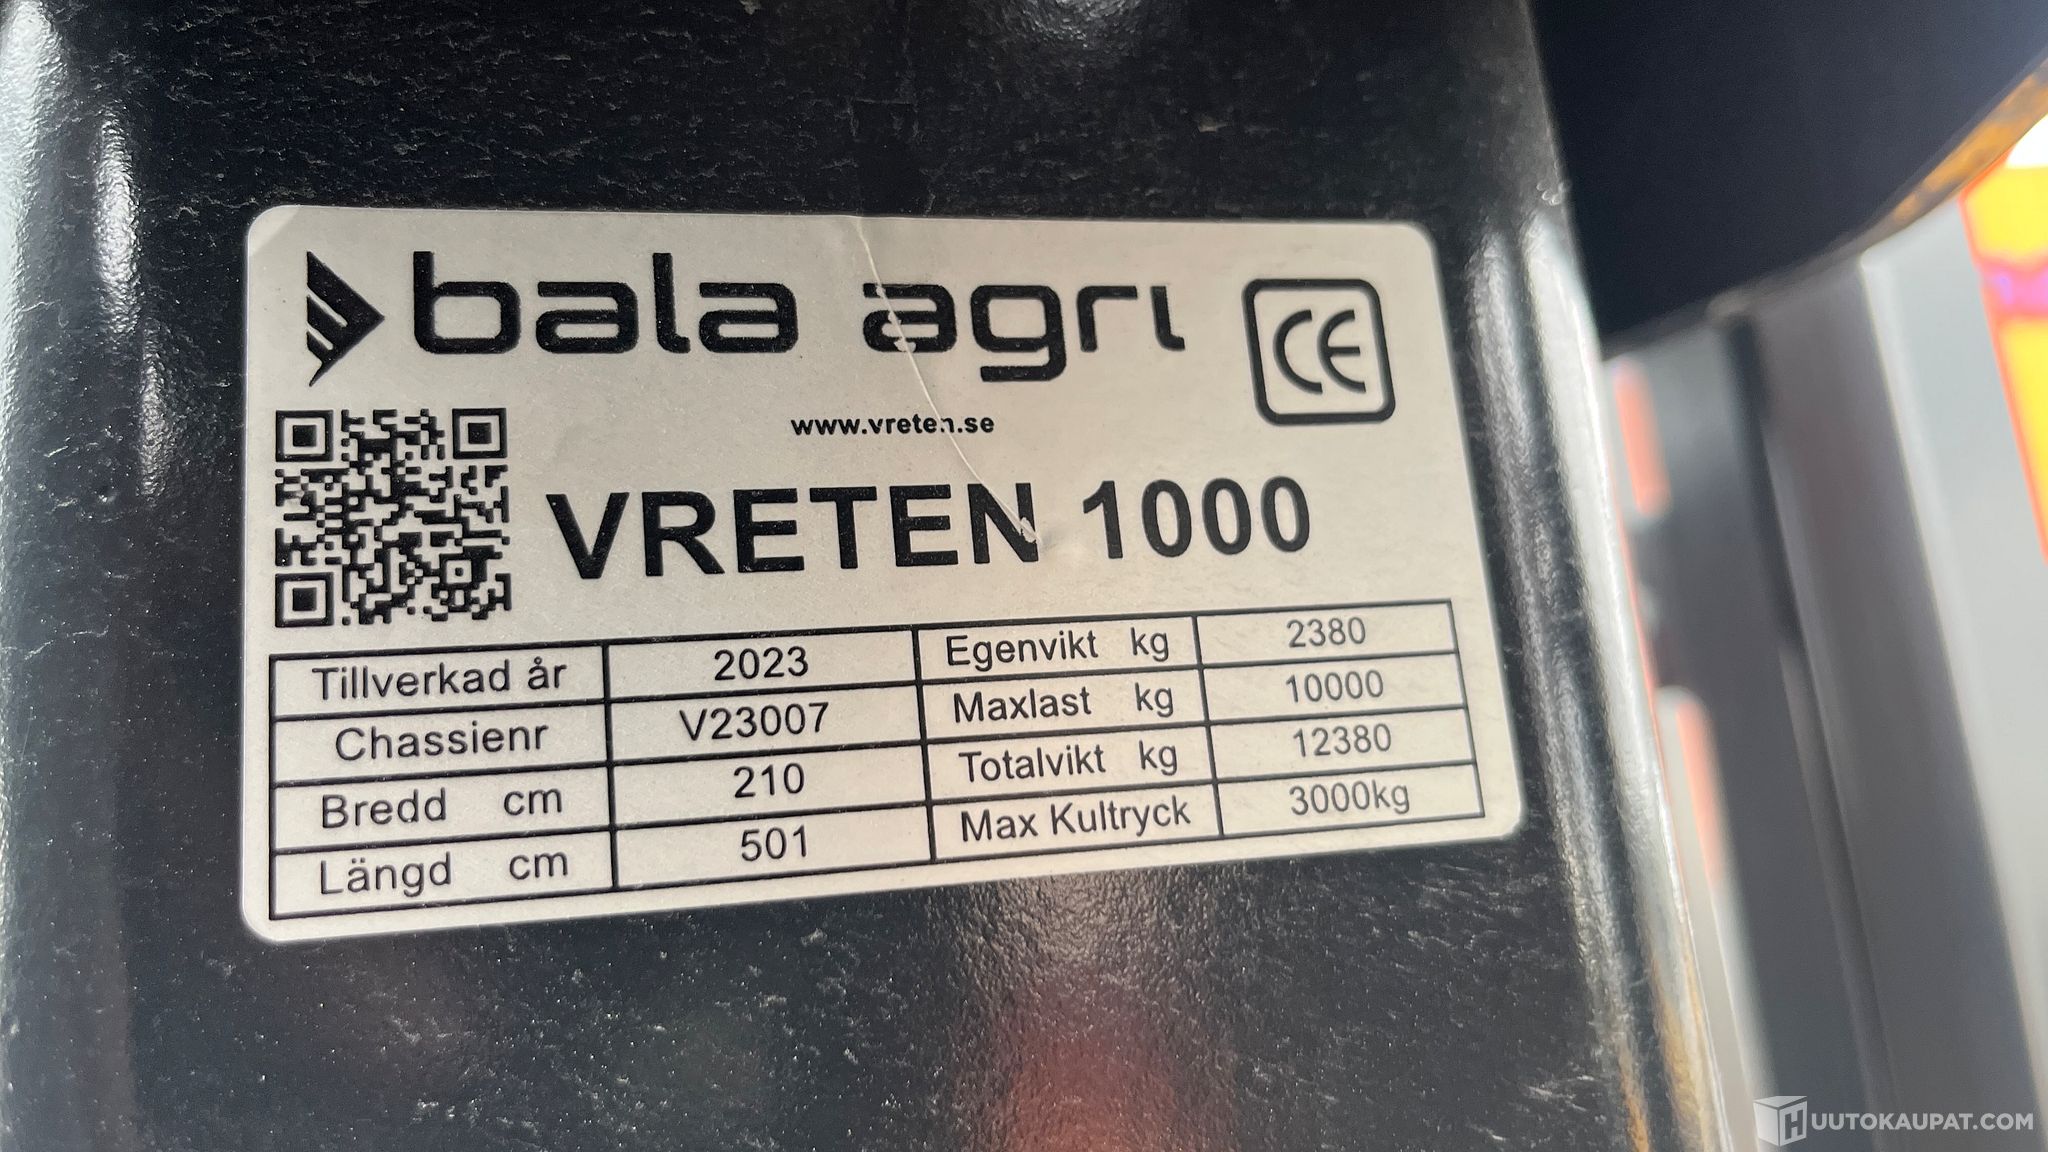 bala agri
CE
www.vreten.se
VRETEN 1000
Tillverkad år 2023 Egenvikt kg 2380
Chassienr V23007 Maxlast kg 10000
Bredd cm 210 Totalvikt kg 12380
Längd cm 501 Max Kultryck 3000kg
HUUTOKAUPAT.COM